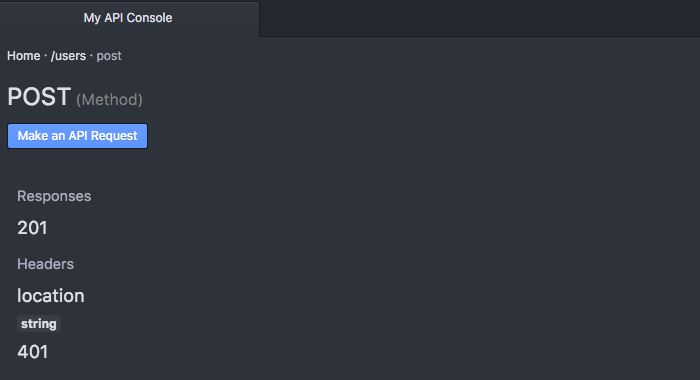 My API Console
Home · /users · post
POST (Method)
Make an API Request
Responses
201
Headers
location
string
401